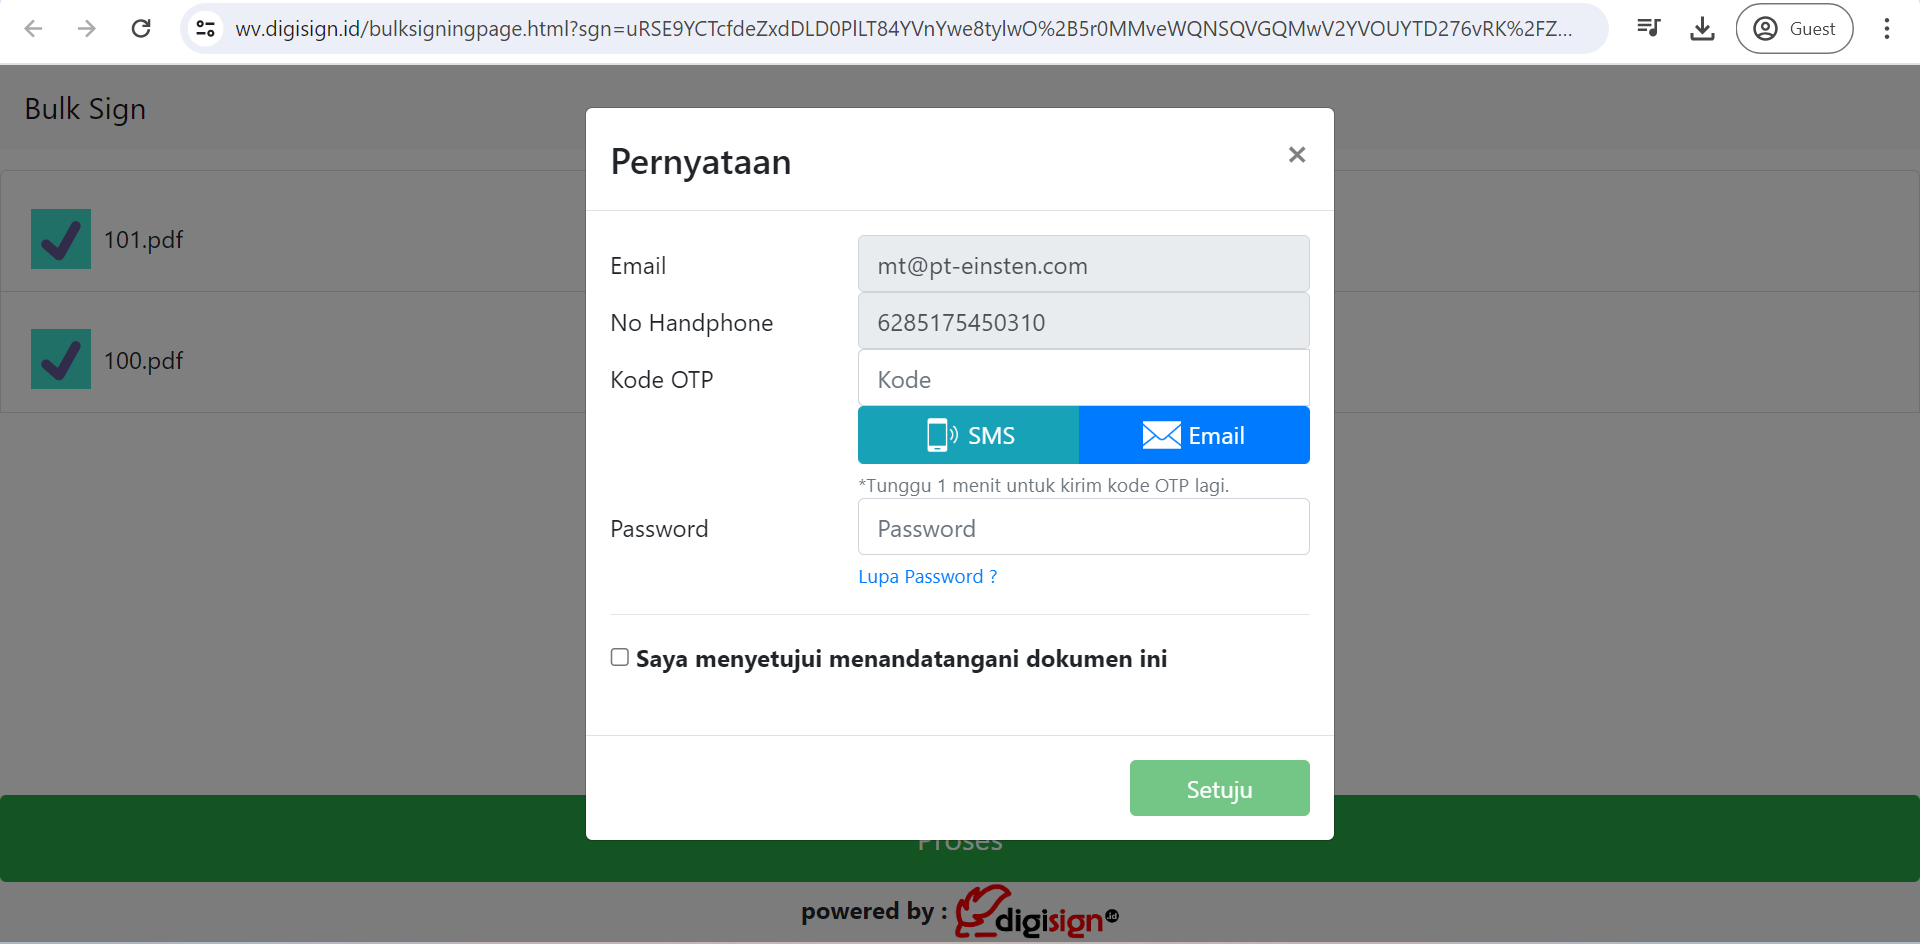 wv.digisign.id/bulksigningpage.html?sgn=uRSE9YCTcfdeZxdDLD0PlLT84YVnYwe8tylwO%2B5r0MMveWQNSQVGQMwV2YVOUYTD276vRK%2FZ...
Guest
Bulk Sign
Pernyataan
×
101.pdf
100.pdf
Email
mt@pt-einsten.com
No Handphone
6285175450310
Kode OTP
Kode
SMS
Email
*Tunggu 1 menit untuk kirim kode OTP lagi.
Password
Password
Lupa Password ?
Saya menyetujui menandatangani dokumen ini
Setuju
Proses
powered by :
digisign.id